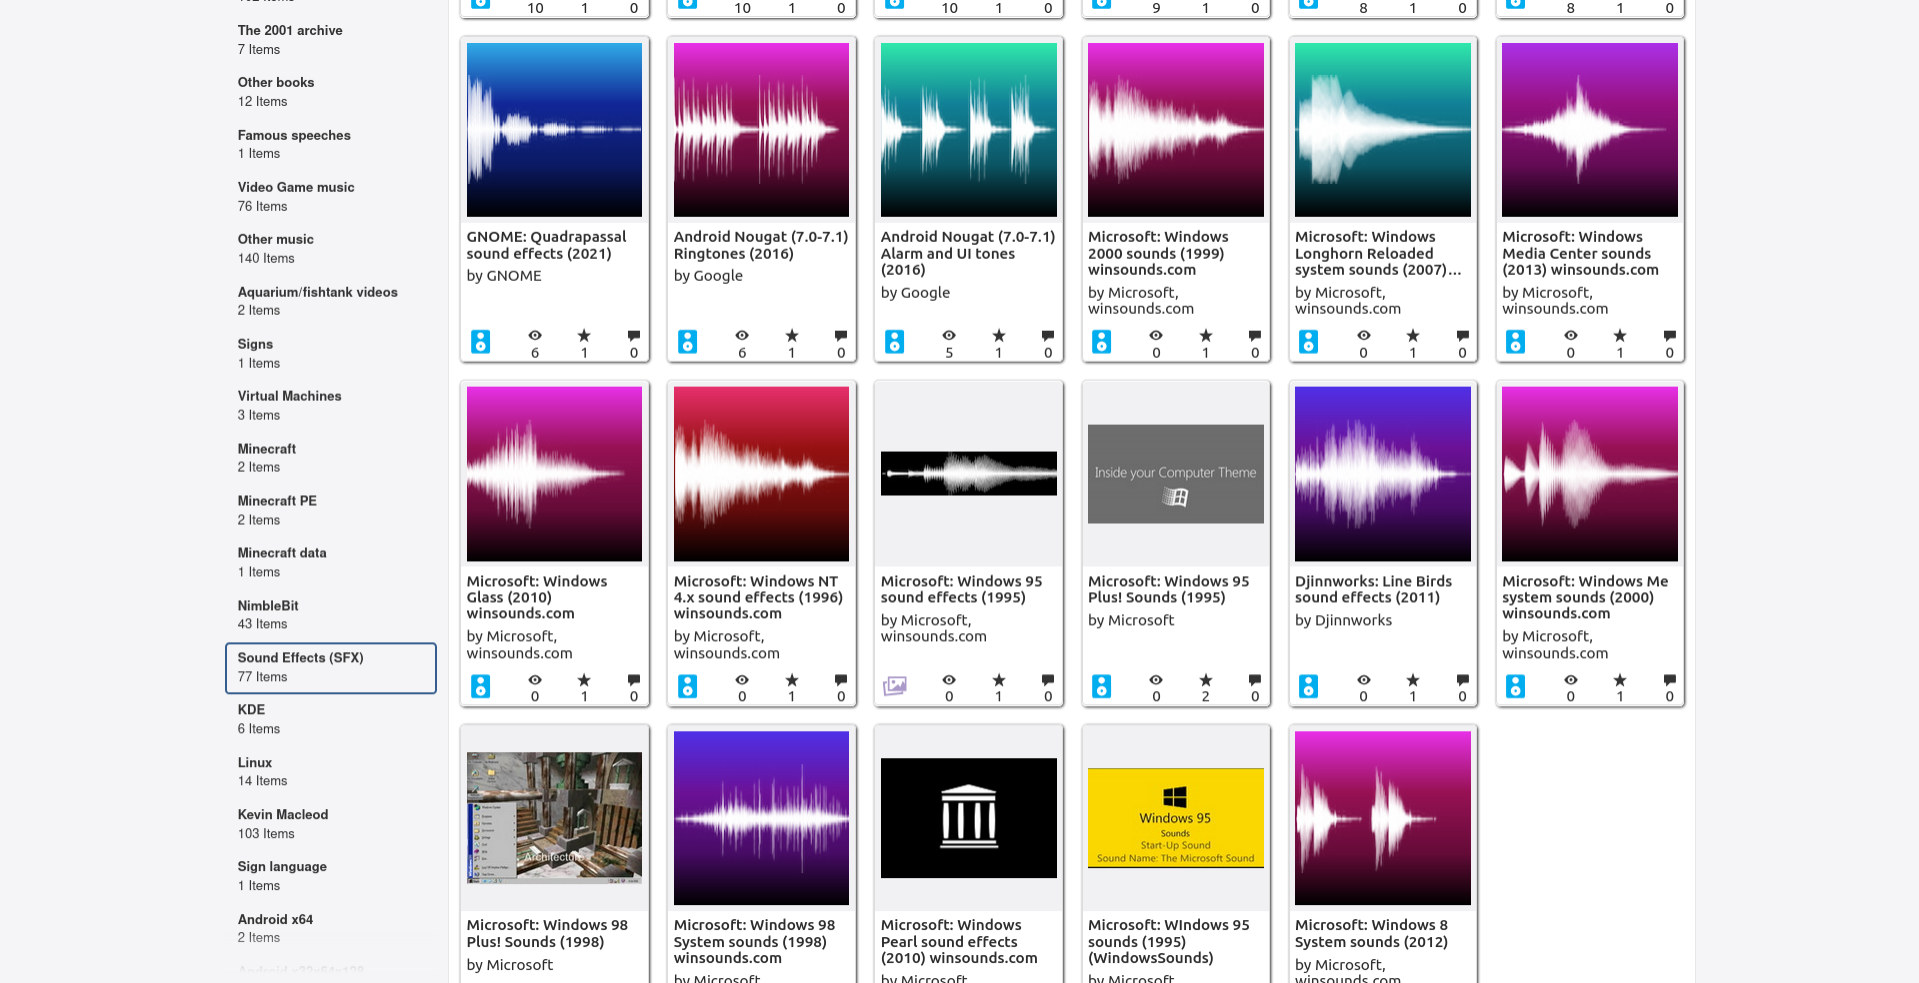 The 2001 archive
7 Items
Other books
12 Items
Famous speeches
1 Items
Video Game music
76 Items
Other music
140 Items
Aquarium/fishtank videos
2 Items
Signs
1 Items
Virtual Machines
3 Items
Minecraft
2 Items
Minecraft PE
2 Items
Minecraft data
1 Items
NimbleBit
43 Items
Sound Effects (SFX)
77 Items
KDE
6 Items
Linux
14 Items
Kevin Macleod
103 Items
Sign language
1 Items
Android x64
2 Items
10 1 0
10 1 0
10 1 0
9 1 0
8 1 0
8 1 0
GNOME: Quadrapassal
sound effects (2021)
by GNOME
6 1 0
Android Nougat (7.0-7.1)
Ringtones (2016)
by Google
6 1 0
Android Nougat (7.0-7.1)
Alarm and UI tones
(2016)
by Google
5 1 0
Microsoft: Windows
2000 sounds (1999)
winsounds.com
by Microsoft,
winsounds.com
0 1 0
Microsoft: Windows
Longhorn Reloaded
system sounds (2007)...
by Microsoft,
winsounds.com
0 1 0
Microsoft: Windows
Media Center sounds
(2013) winsounds.com
by Microsoft,
winsounds.com
0 1 0
Microsoft: Windows
Glass (2010)
winsounds.com
by Microsoft,
winsounds.com
0 1 0
Microsoft: Windows NT
4.x sound effects (1996)
winsounds.com
by Microsoft,
winsounds.com
0 1 0
Microsoft: Windows 95
sound effects (1995)
by Microsoft,
winsounds.com
0 1 0
Inside your Computer Theme
Microsoft: Windows 95
Plus! Sounds (1995)
by Microsoft
0 2 0
Djinnworks: Line Birds
sound effects (2011)
by Djinnworks
0 1 0
Microsoft: Windows Me
system sounds (2000)
winsounds.com
by Microsoft,
winsounds.com
0 1 0
Architecture
Microsoft: Windows 98
Plus! Sounds (1998)
by Microsoft
Microsoft: Windows 98
System sounds (1998)
winsounds.com
by Microsoft
Microsoft: Windows
Pearl sound effects
(2010) winsounds.com
by Microsoft
Windows 95
Sounds
Start-Up Sound
Sound Name: The Microsoft Sound
Microsoft: WIndows 95
sounds (1995)
(WindowsSounds)
by Microsoft
Microsoft: Windows 8
System sounds (2012)
by Microsoft,
winsounds.com